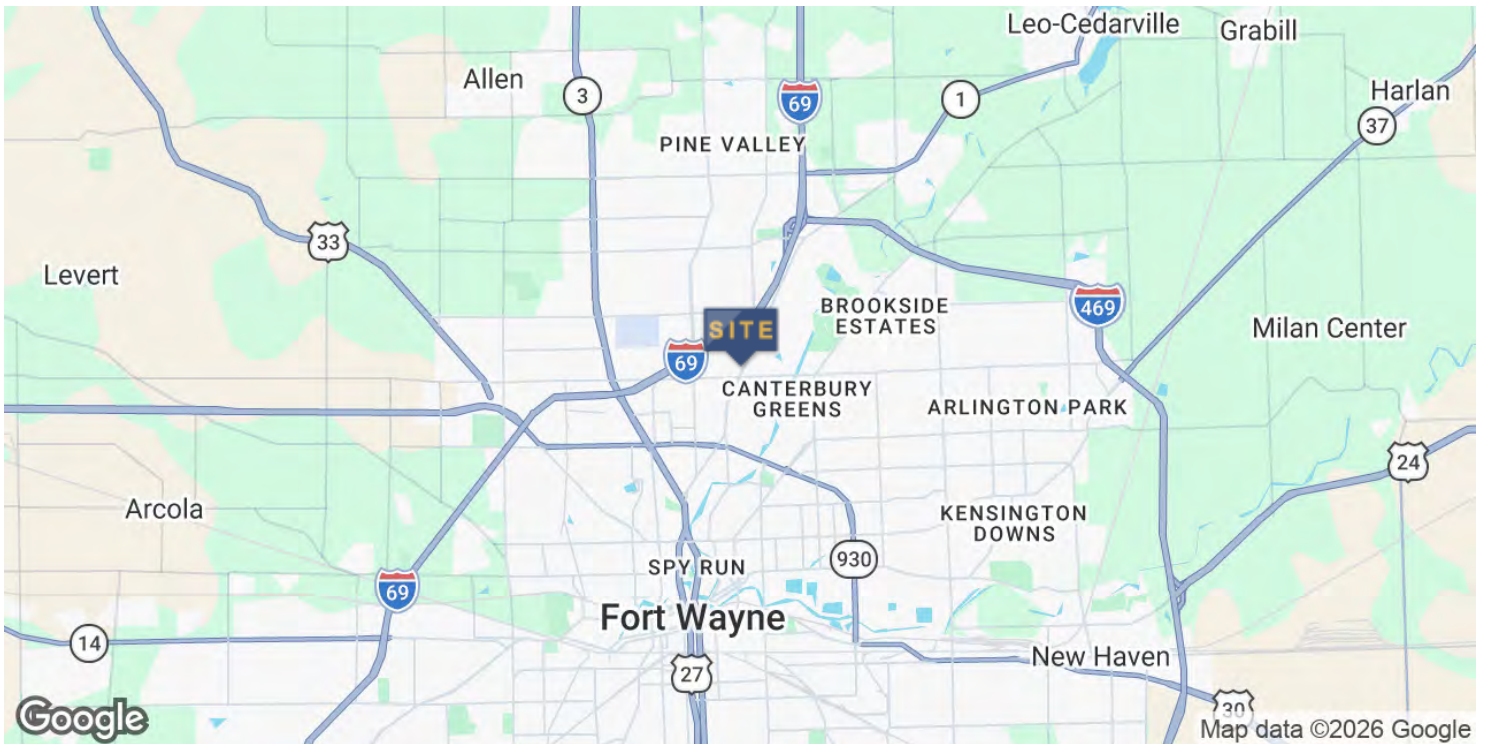 Leo-Cedarville
Grabill
Allen
3
69
1
Harlan
37
PINE VALLEY
33
Levert
BROOKSIDE
ESTATES
469
SITE
Milan Center
69
CANTERBURY
GREENS
ARLINGTON PARK
24
Arcola
KENSINGTON
DOWNS
930
SPY RUN
69
Fort Wayne
14
New Haven
27
30
Google
Map data ©2026 Google